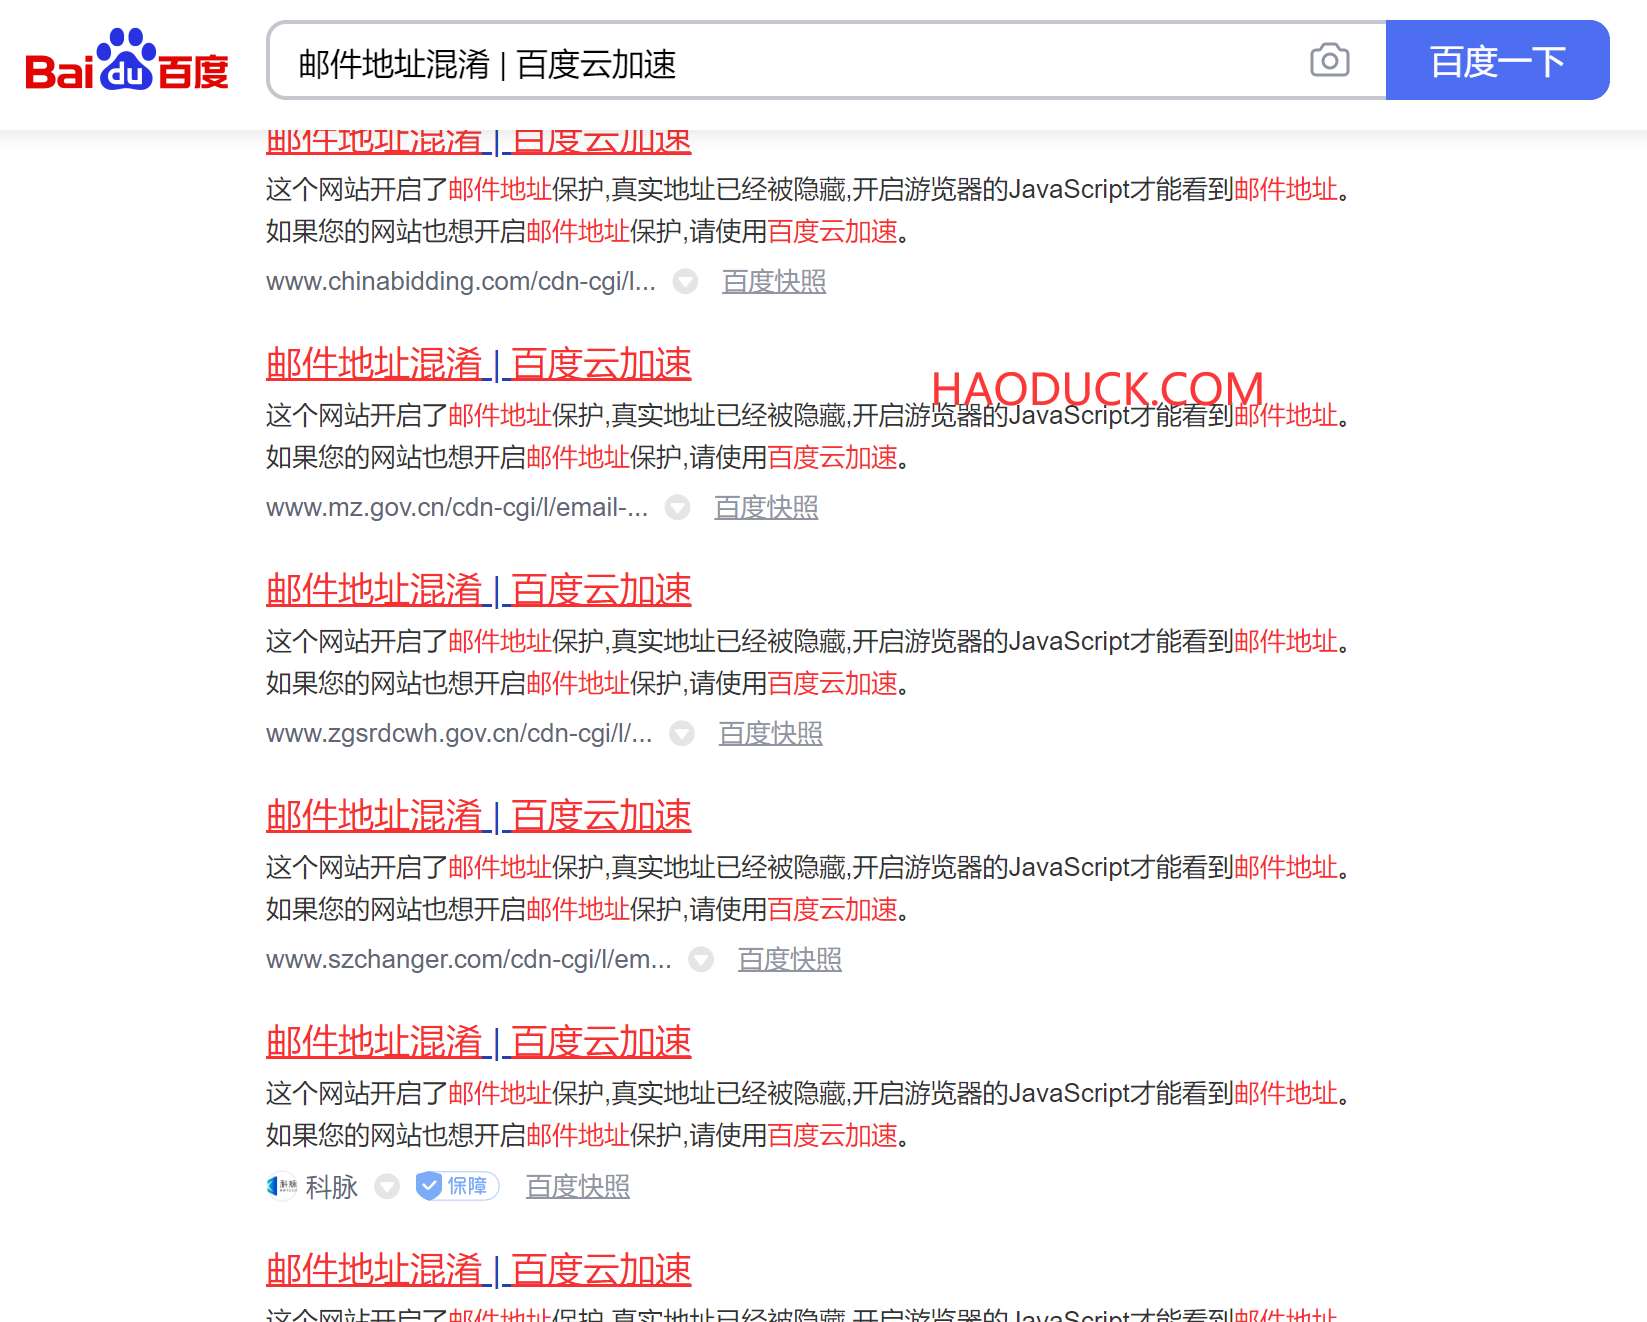 Bai du 百度
邮件地址混淆 | 百度云加速
百度一下
邮件地址混淆 | 百度云加速
这个网站开启了邮件地址保护,真实地址已经被隐藏,开启游览器的JavaScript才能看到邮件地址。
如果您的网站也想开启邮件地址保护,请使用百度云加速。
www.chinabidding.com/cdn-cgi/l... 百度快照
邮件地址混淆 | 百度云加速
HAODUCK.COM
这个网站开启了邮件地址保护,真实地址已经被隐藏,开启游览器的JavaScript才能看到邮件地址。
如果您的网站也想开启邮件地址保护,请使用百度云加速。
www.mz.gov.cn/cdn-cgi/l/email-... 百度快照
邮件地址混淆 | 百度云加速
这个网站开启了邮件地址保护,真实地址已经被隐藏,开启游览器的JavaScript才能看到邮件地址。
如果您的网站也想开启邮件地址保护,请使用百度云加速。
www.zgsrdcwh.gov.cn/cdn-cgi/l/... 百度快照
邮件地址混淆 | 百度云加速
这个网站开启了邮件地址保护,真实地址已经被隐藏,开启游览器的JavaScript才能看到邮件地址。
如果您的网站也想开启邮件地址保护,请使用百度云加速。
www.szchanger.com/cdn-cgi/l/em... 百度快照
邮件地址混淆 | 百度云加速
这个网站开启了邮件地址保护,真实地址已经被隐藏,开启游览器的JavaScript才能看到邮件地址。
如果您的网站也想开启邮件地址保护,请使用百度云加速。
科脉 科脉 保障 百度快照
邮件地址混淆 | 百度云加速
这个网站开启了邮件地址保护,真实地址已经被隐藏,开启游览器的JavaScript才能看到邮件地址